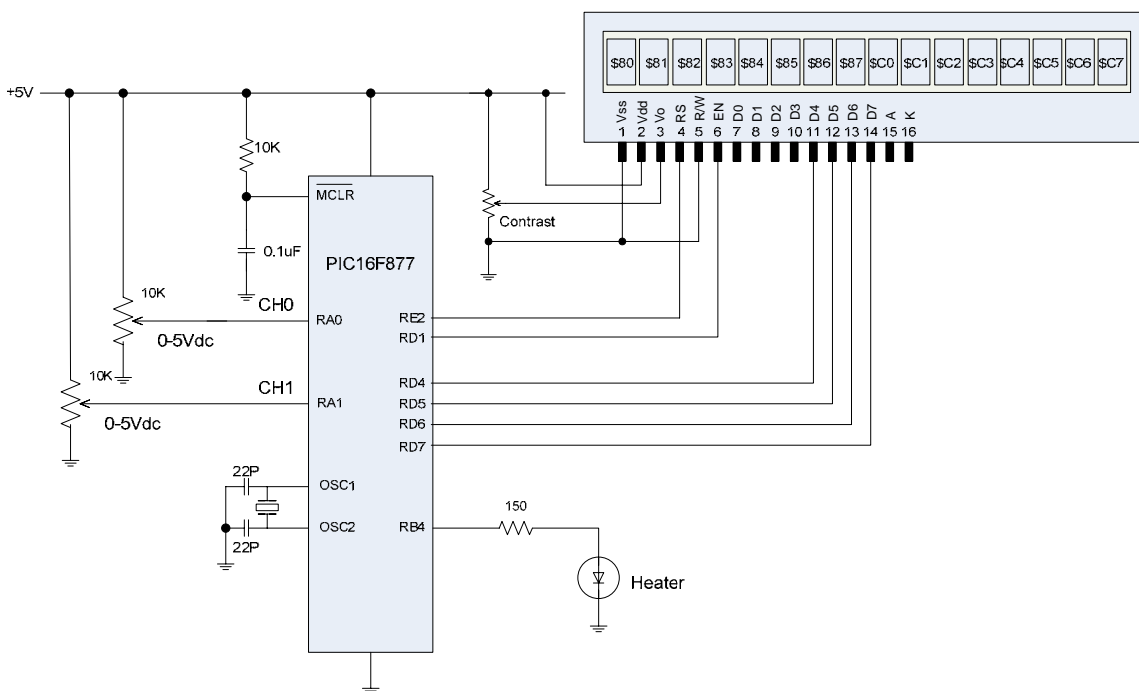 $80 $81 $82 $83 $84 $85 $86 $87 $C0 $C1 $C2 $C3 $C4 $C5 $C6 $C7
Vss Vdd Vo RS R/W EN D0 D1 D2 D3 D4 D5 D6 D7 A K
1 2 3 4 5 6 7 8 9 10 11 12 13 14 15 16
+5V
10K
MCLR
Contrast
0.1uF
PIC16F877
10K
CH0
RA0
RE2
0-5Vdc
RD1
10K
CH1
RD4
RA1
RD5
0-5Vdc
RD6
RD7
22P
OSC1
150
OSC2
RB4
22P
Heater